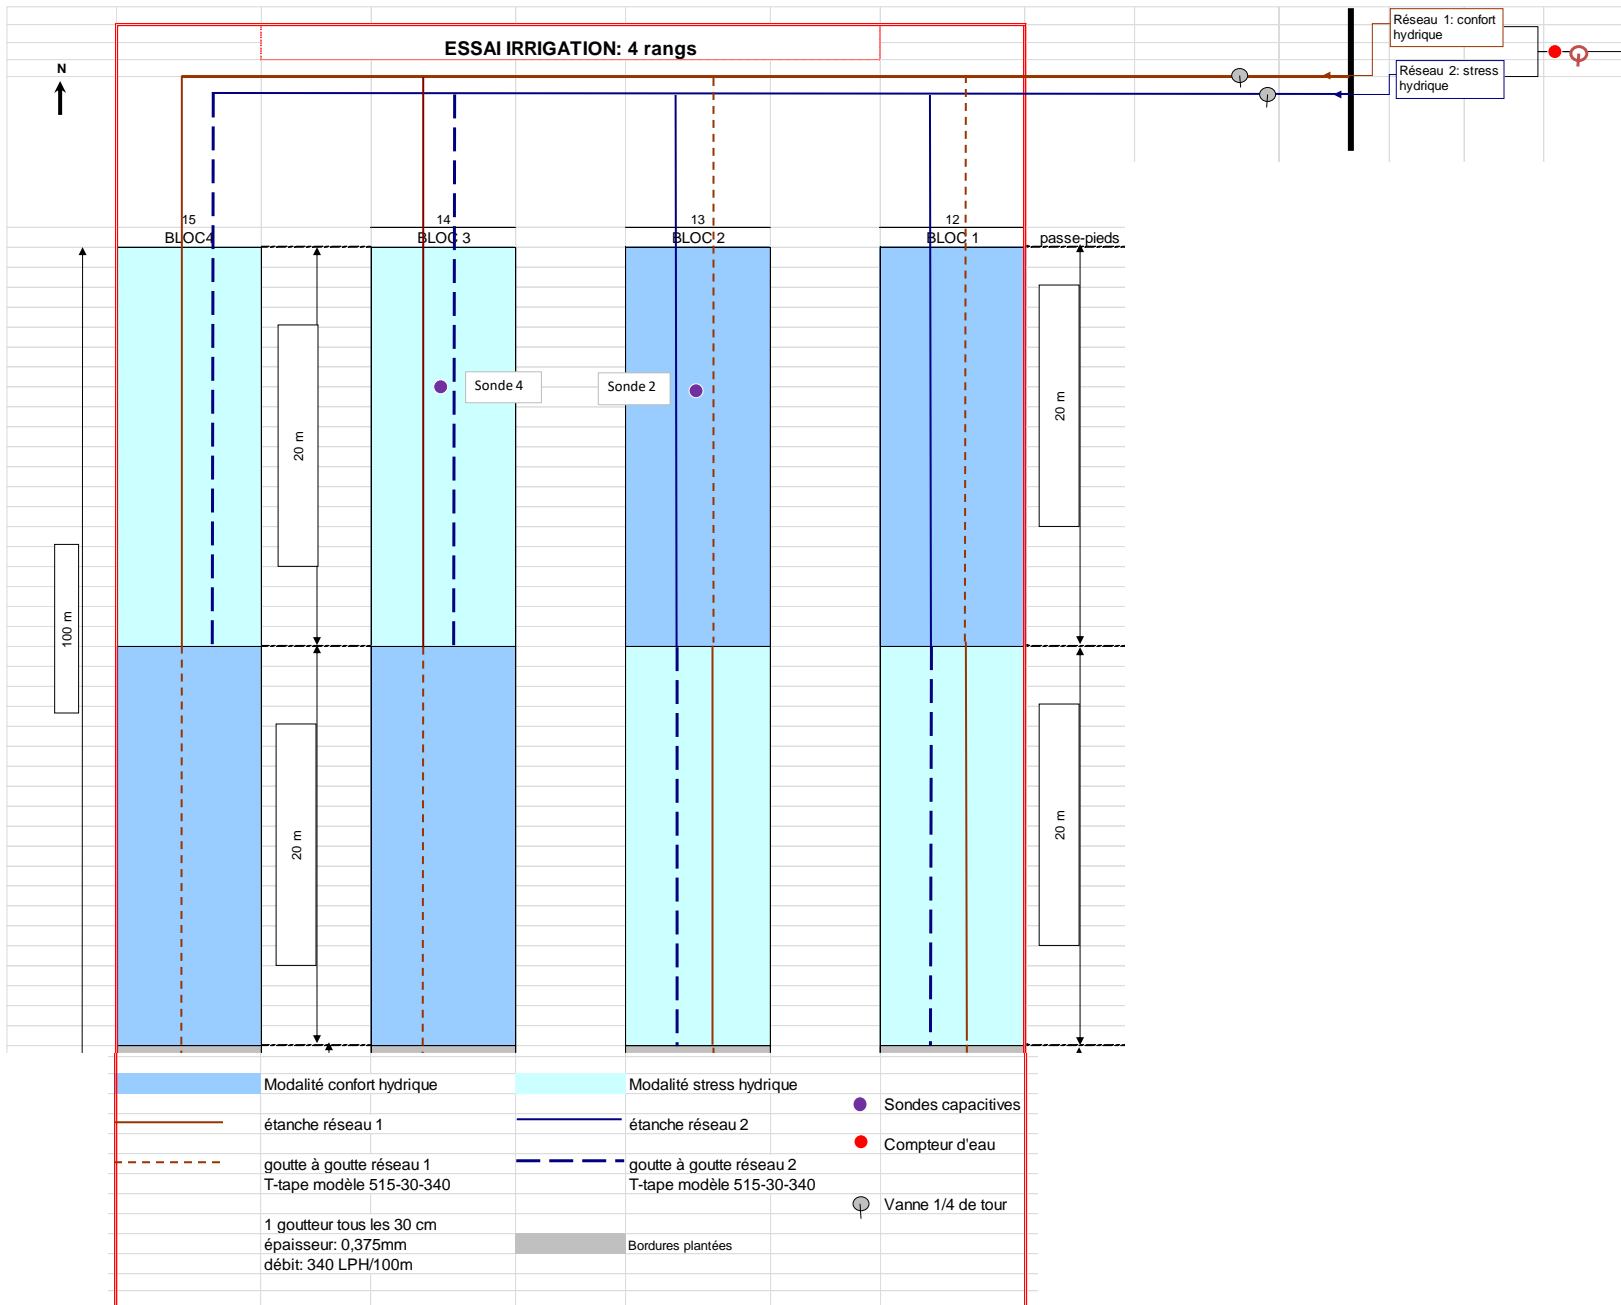 ESSAI IRRIGATION: 4 rangs
Réseau 1: confort
hydrique
Réseau 2: stress
hydrique
N
15
14
13
12
BLOC4
BLOC 3
BLOC 2
BLOC 1
passe-pieds
Sonde 4
Sonde 2
20 m
20 m
100 m
20 m
20 m
Modalité confort hydrique
Modalité stress hydrique
Sondes capacitives
étanche réseau 1
étanche réseau 2
Compteur d'eau
goutte à goutte réseau 1
T-tape modèle 515-30-340
goutte à goutte réseau 2
T-tape modèle 515-30-340
Vanne 1/4 de tour
1 goutteur tous les 30 cm
épaisseur: 0,375mm
débit: 340 LPH/100m
Bordures plantées